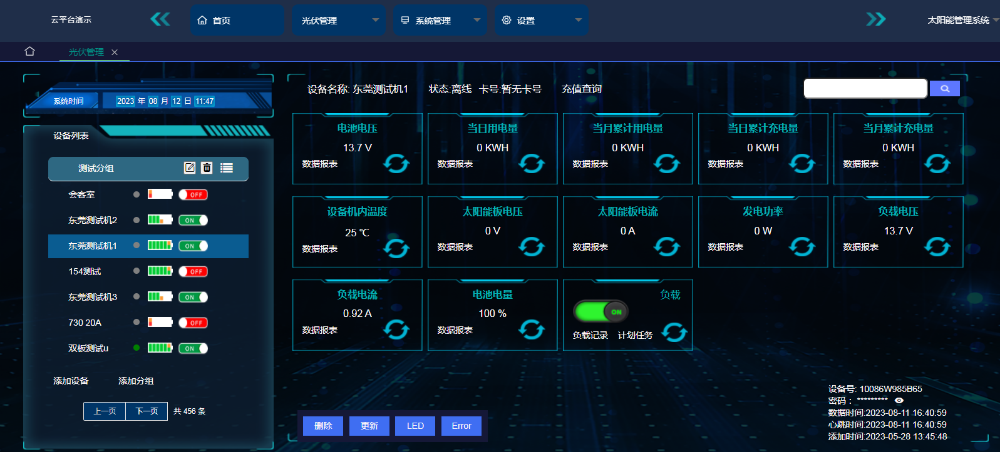 云平台演示
首页
光伏管理
系统管理
设置
太阳能管理系统
光伏管理
系统时间 2023 年 08 月 12 日 11:47
设备列表
测试分组
会客室 OFF
东莞测试机2 ON
东莞测试机1 ON
154测试 OFF
东莞测试机3 ON
730 20A OFF
双板测试u ON
添加设备 添加分组
上一页 下一页 共 456 条
设备名称: 东莞测试机1 状态:离线 卡号:暂无卡号 充值查询
电池电压
13.7 V
数据报表
当日用电量
0 KWH
数据报表
当月累计用电量
0 KWH
数据报表
当日累计充电量
0 KWH
数据报表
当月累计充电量
0 KWH
数据报表
设备机内温度
25 ℃
数据报表
太阳能板电压
0 V
数据报表
太阳能板电流
0 A
数据报表
发电功率
0 W
数据报表
负载电压
13.7 V
数据报表
负载电流
0.92 A
数据报表
电池电量
100 %
数据报表
负载
ON
负载记录 计划任务
删除 更新 LED Error
设备号: 10086W985B65
密码： *********
数据时间:2023-08-11 16:40:59
心跳时间:2023-08-11 16:40:59
添加时间:2023-05-28 13:45:48